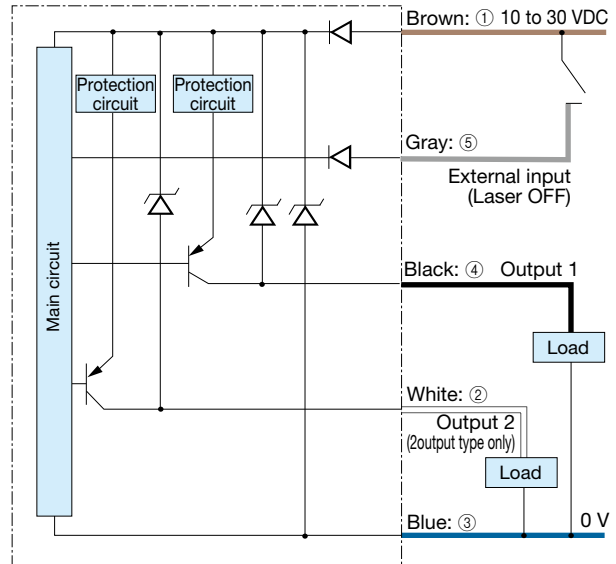 Brown: ① 10 to 30 VDC
Protection
circuit
Protection
circuit
Gray: ⑤
External input
(Laser OFF)
Main circuit
Black: ④ Output 1
Load
White: ②
Output 2
(2output type only)
Load
Blue: ③ 0 V